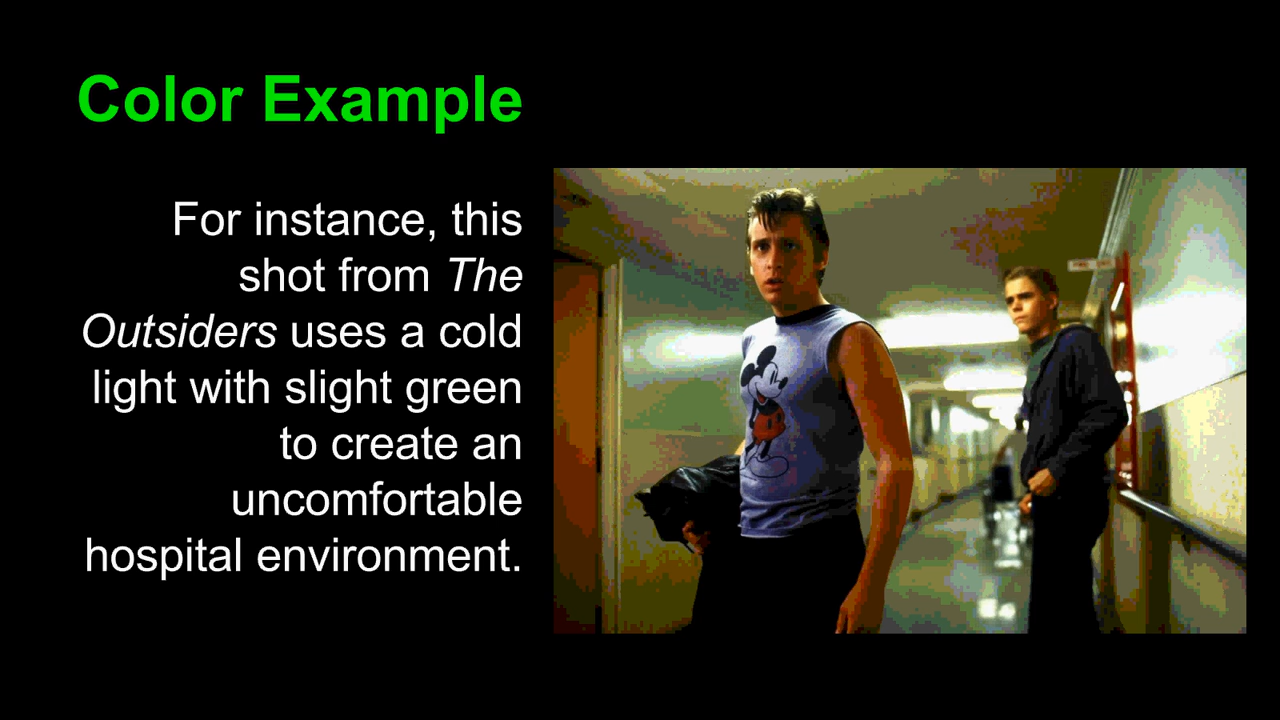 Color Example
For instance, this
shot from The
Outsiders uses a cold
light with slight green
to create an
uncomfortable
hospital environment.